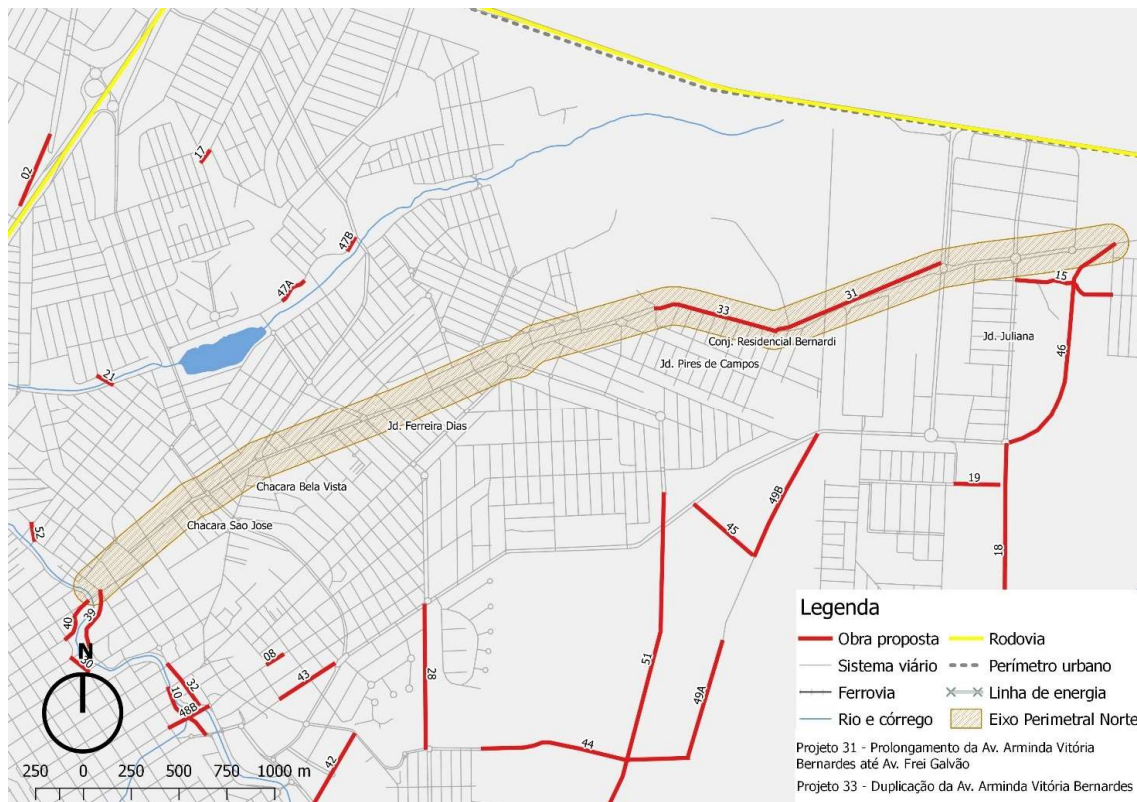 17
02
47B
47A
15
31
33
Conj. Residencial Bernardi
Jd. Juliana
46
Jd. Pires de Campos
21
Jd. Ferreira Dias
Chacara Bela Vista
19
49B
Chacara Sao Jose
45
52
18
40
39
N
50
08
43
28
51
49A
10
32
48B
44
42
250 0 250 500 750 1000 m
Legenda
Obra proposta
Rodovia
Sistema viário
Perímetro urbano
Ferrovia
Linha de energia
Rio e córrego
Eixo Perimetral Norte
Projeto 31 - Prolongamento da Av. Arminda Vitória
Bernardes até Av. Frei Galvão
Projeto 33 - Duplicação da Av. Arminda Vitória Bernardes